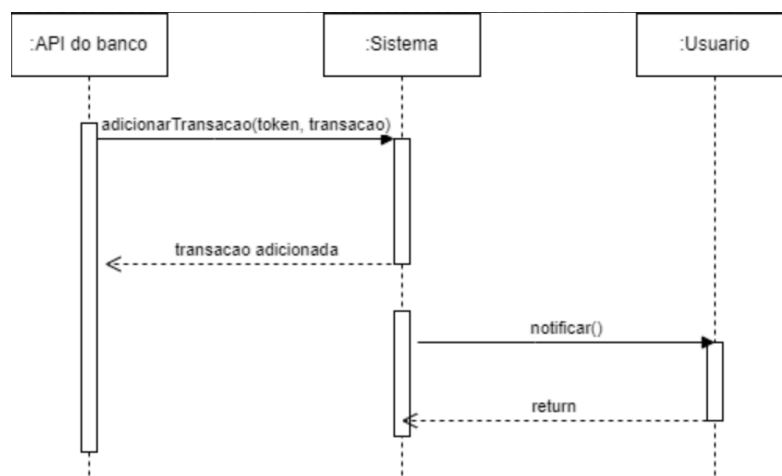 :API do banco
:Sistema
:Usuario
adicionarTransacao(token, transacao)
transacao adicionada
notificar()
return